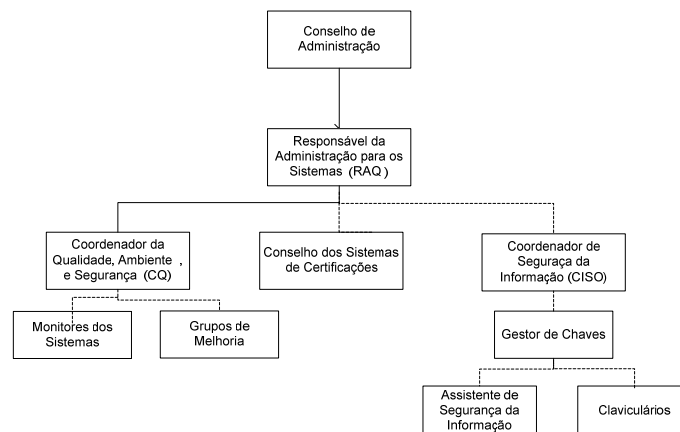 Conselho de
Administração
Responsável da
Administração para os
Sistemas (RAQ )
Coordenador da
Qualidade, Ambiente ,
e Segurança (CQ)
Conselho dos Sistemas
de Certificações
Coordenador de
Seguraça da
Informação (CISO)
Monitores dos
Sistemas
Grupos de
Melhoria
Gestor de Chaves
Assistente de
Segurança da
Informação
Claviculários